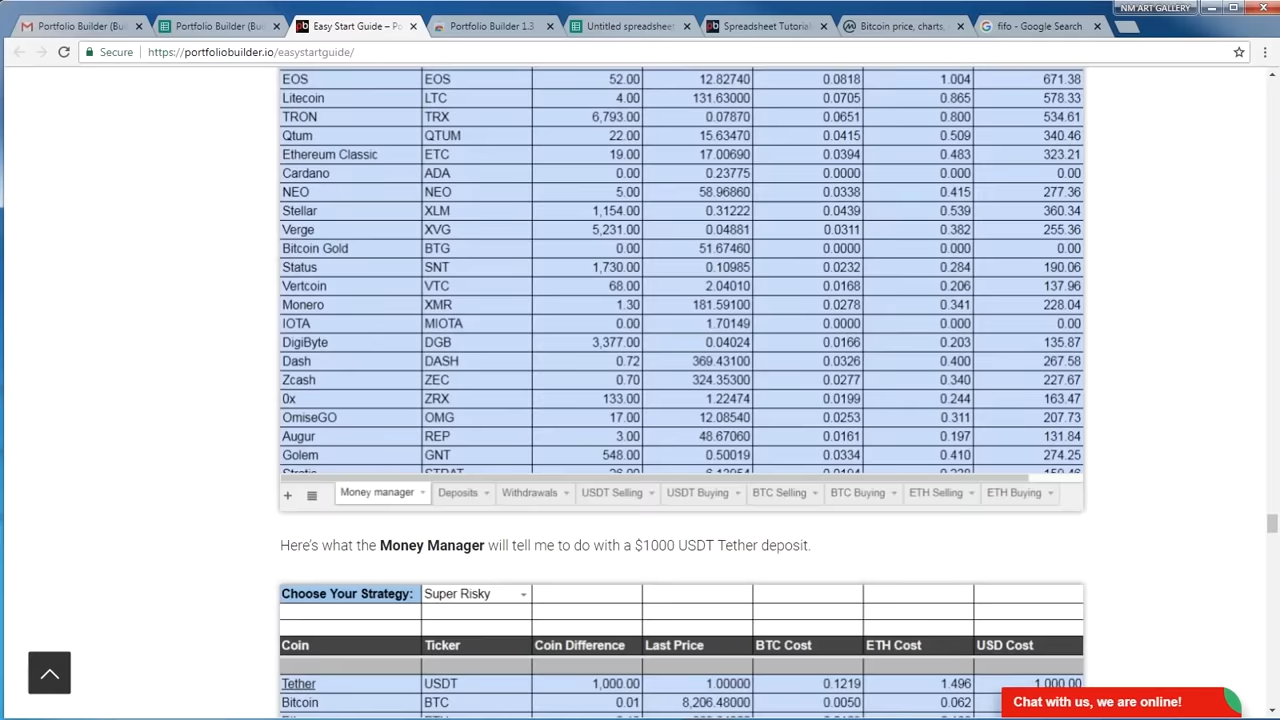 NM ART GALLERY
Portfolio Builder (Bu Portfolio Builder (Bu Easy Start Guide – Po Portfolio Builder 1.3 Untitled spreadsheet Spreadsheet Tutorial Bitcoin price, charts, fifo - Google Search
Secure https://portfoliobuilder.io/easystartguide/
EOS EOS 52.00 12.82740 0.0818 1.004 671.38
Litecoin LTC 4.00 131.63000 0.0705 0.865 578.33
TRON TRX 6,793.00 0.07870 0.0651 0.800 534.61
Qtum QTUM 22.00 15.63470 0.0415 0.509 340.46
Ethereum Classic ETC 19.00 17.00690 0.0394 0.483 323.21
Cardano ADA 0.00 0.23775 0.0000 0.000 0.00
NEO NEO 5.00 58.96860 0.0338 0.415 277.36
Stellar XLM 1,154.00 0.31222 0.0439 0.539 360.34
Verge XVG 5,231.00 0.04881 0.0311 0.382 255.36
Bitcoin Gold BTG 0.00 51.67460 0.0000 0.000 0.00
Status SNT 1,730.00 0.10985 0.0232 0.284 190.06
Vertcoin VTC 68.00 2.04010 0.0168 0.206 137.96
Monero XMR 1.30 181.59100 0.0278 0.341 228.04
IOTA MIOTA 0.00 1.70149 0.0000 0.000 0.00
DigiByte DGB 3,377.00 0.04024 0.0166 0.203 135.87
Dash DASH 0.72 369.43100 0.0326 0.400 267.58
Zcash ZEC 0.70 324.35300 0.0277 0.340 227.67
0x ZRX 133.00 1.22474 0.0199 0.244 163.47
OmiseGO OMG 17.00 12.08540 0.0253 0.311 207.73
Augur REP 3.00 48.67060 0.0161 0.197 131.84
Golem GNT 548.00 0.50019 0.0334 0.410 274.25
Money manager Deposits Withdrawals USDT Selling USDT Buying BTC Selling BTC Buying ETH Selling ETH Buying
Here's what the Money Manager will tell me to do with a $1000 USDT Tether deposit.
Choose Your Strategy: Super Risky
Coin Ticker Coin Difference Last Price BTC Cost ETH Cost USD Cost
Tether USDT 1,000.00 1.00000 0.1219 1.496 1,000.00
Bitcoin BTC 0.01 8,206.48000 0.0050 0.062
Chat with us, we are online!